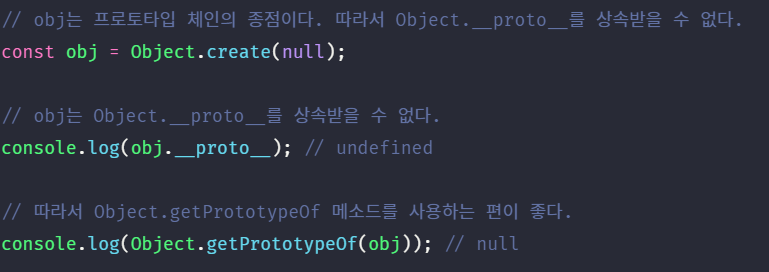 // obj는 프로토타입 체인의 종점이다. 따라서 Object.__proto__를 상속받을 수 없다.
const obj = Object.create(null);
// obj는 Object.__proto__를 상속받을 수 없다.
console.log(obj.__proto__); // undefined
// 따라서 Object.getPrototypeOf 메소드를 사용하는 편이 좋다.
console.log(Object.getPrototypeOf(obj)); // null